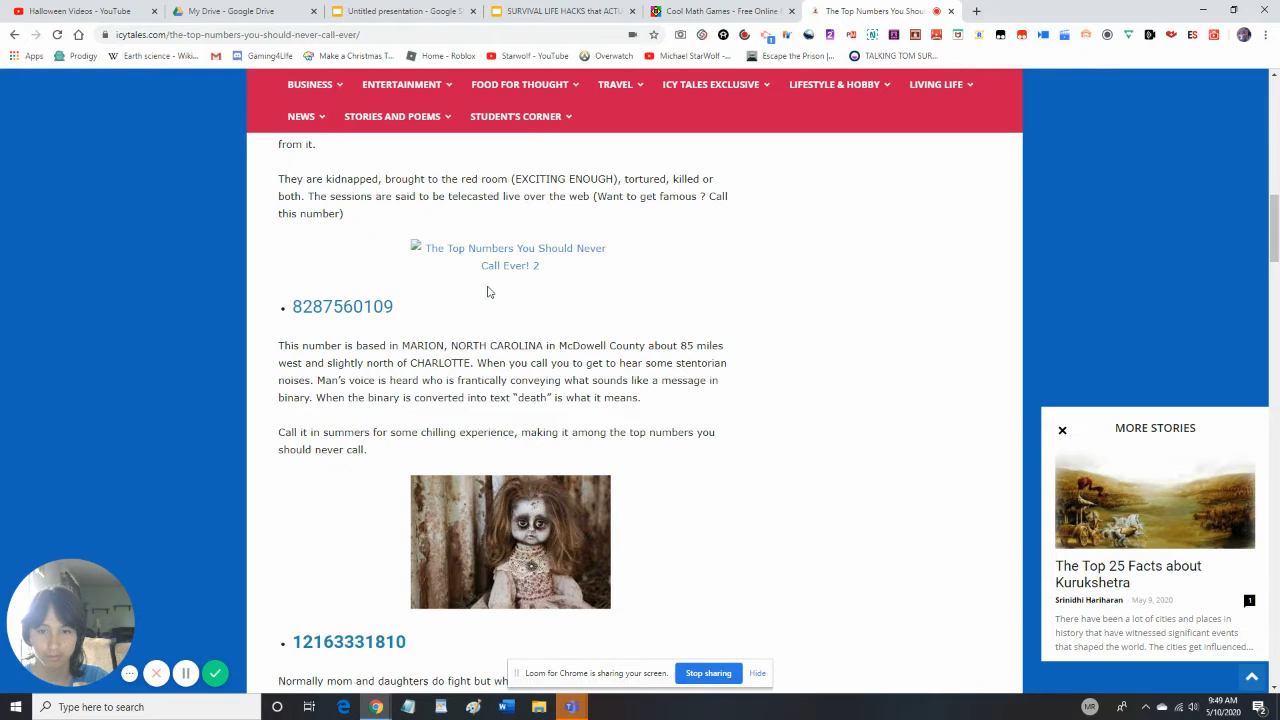 Halloween Videos - YouTube
My Drive - Google Drive
Untitled presentation - Google S
SURVIVAL LIFE HACKS that ACTU
Cool Math Games - Free Online
The Top Numbers You Shoul
icytales.com/the-top-numbers-you-should-never-call-ever/
Apps
Prodigy
Earth science - Wiki...
Gaming4Life
Make a Christmas T...
Home - Roblox
Starwolf - YouTube
Overwatch
Michael StarWolf -...
Escape the Prison |...
TALKING TOM SUR...
BUSINESS
ENTERTAINMENT
FOOD FOR THOUGHT
TRAVEL
ICY TALES EXCLUSIVE
LIFESTYLE & HOBBY
LIVING LIFE
NEWS
STORIES AND POEMS
STUDENT'S CORNER
from it.
They are kidnapped, brought to the red room (EXCITING ENOUGH), tortured, killed or
both. The sessions are said to be telecasted live over the web (Want to get famous ? Call
this number)
The Top Numbers You Should Never
Call Ever! 2
• 8287560109
This number is based in MARION, NORTH CAROLINA in McDowell County about 85 miles
west and slightly north of CHARLOTTE. When you call you to get to hear some stentorian
noises. Man's voice is heard who is frantically conveying what sounds like a message in
binary. When the binary is converted into text "death" is what it means.
Call it in summers for some chilling experience, making it among the top numbers you
should never call.
• 12163331810
Normally mom and daughters do fight but wh
MORE STORIES
The Top 25 Facts about
Kurukshetra
Srinidhi Hariharan - May 9, 2020
1
There have been a lot of cities and places in
history that have witnessed significant events
that shaped the world. The cities get influenced...
Loom for Chrome is sharing your screen.
Stop sharing
Hide
Type here to search
MR
9:49 AM
5/10/2020
2